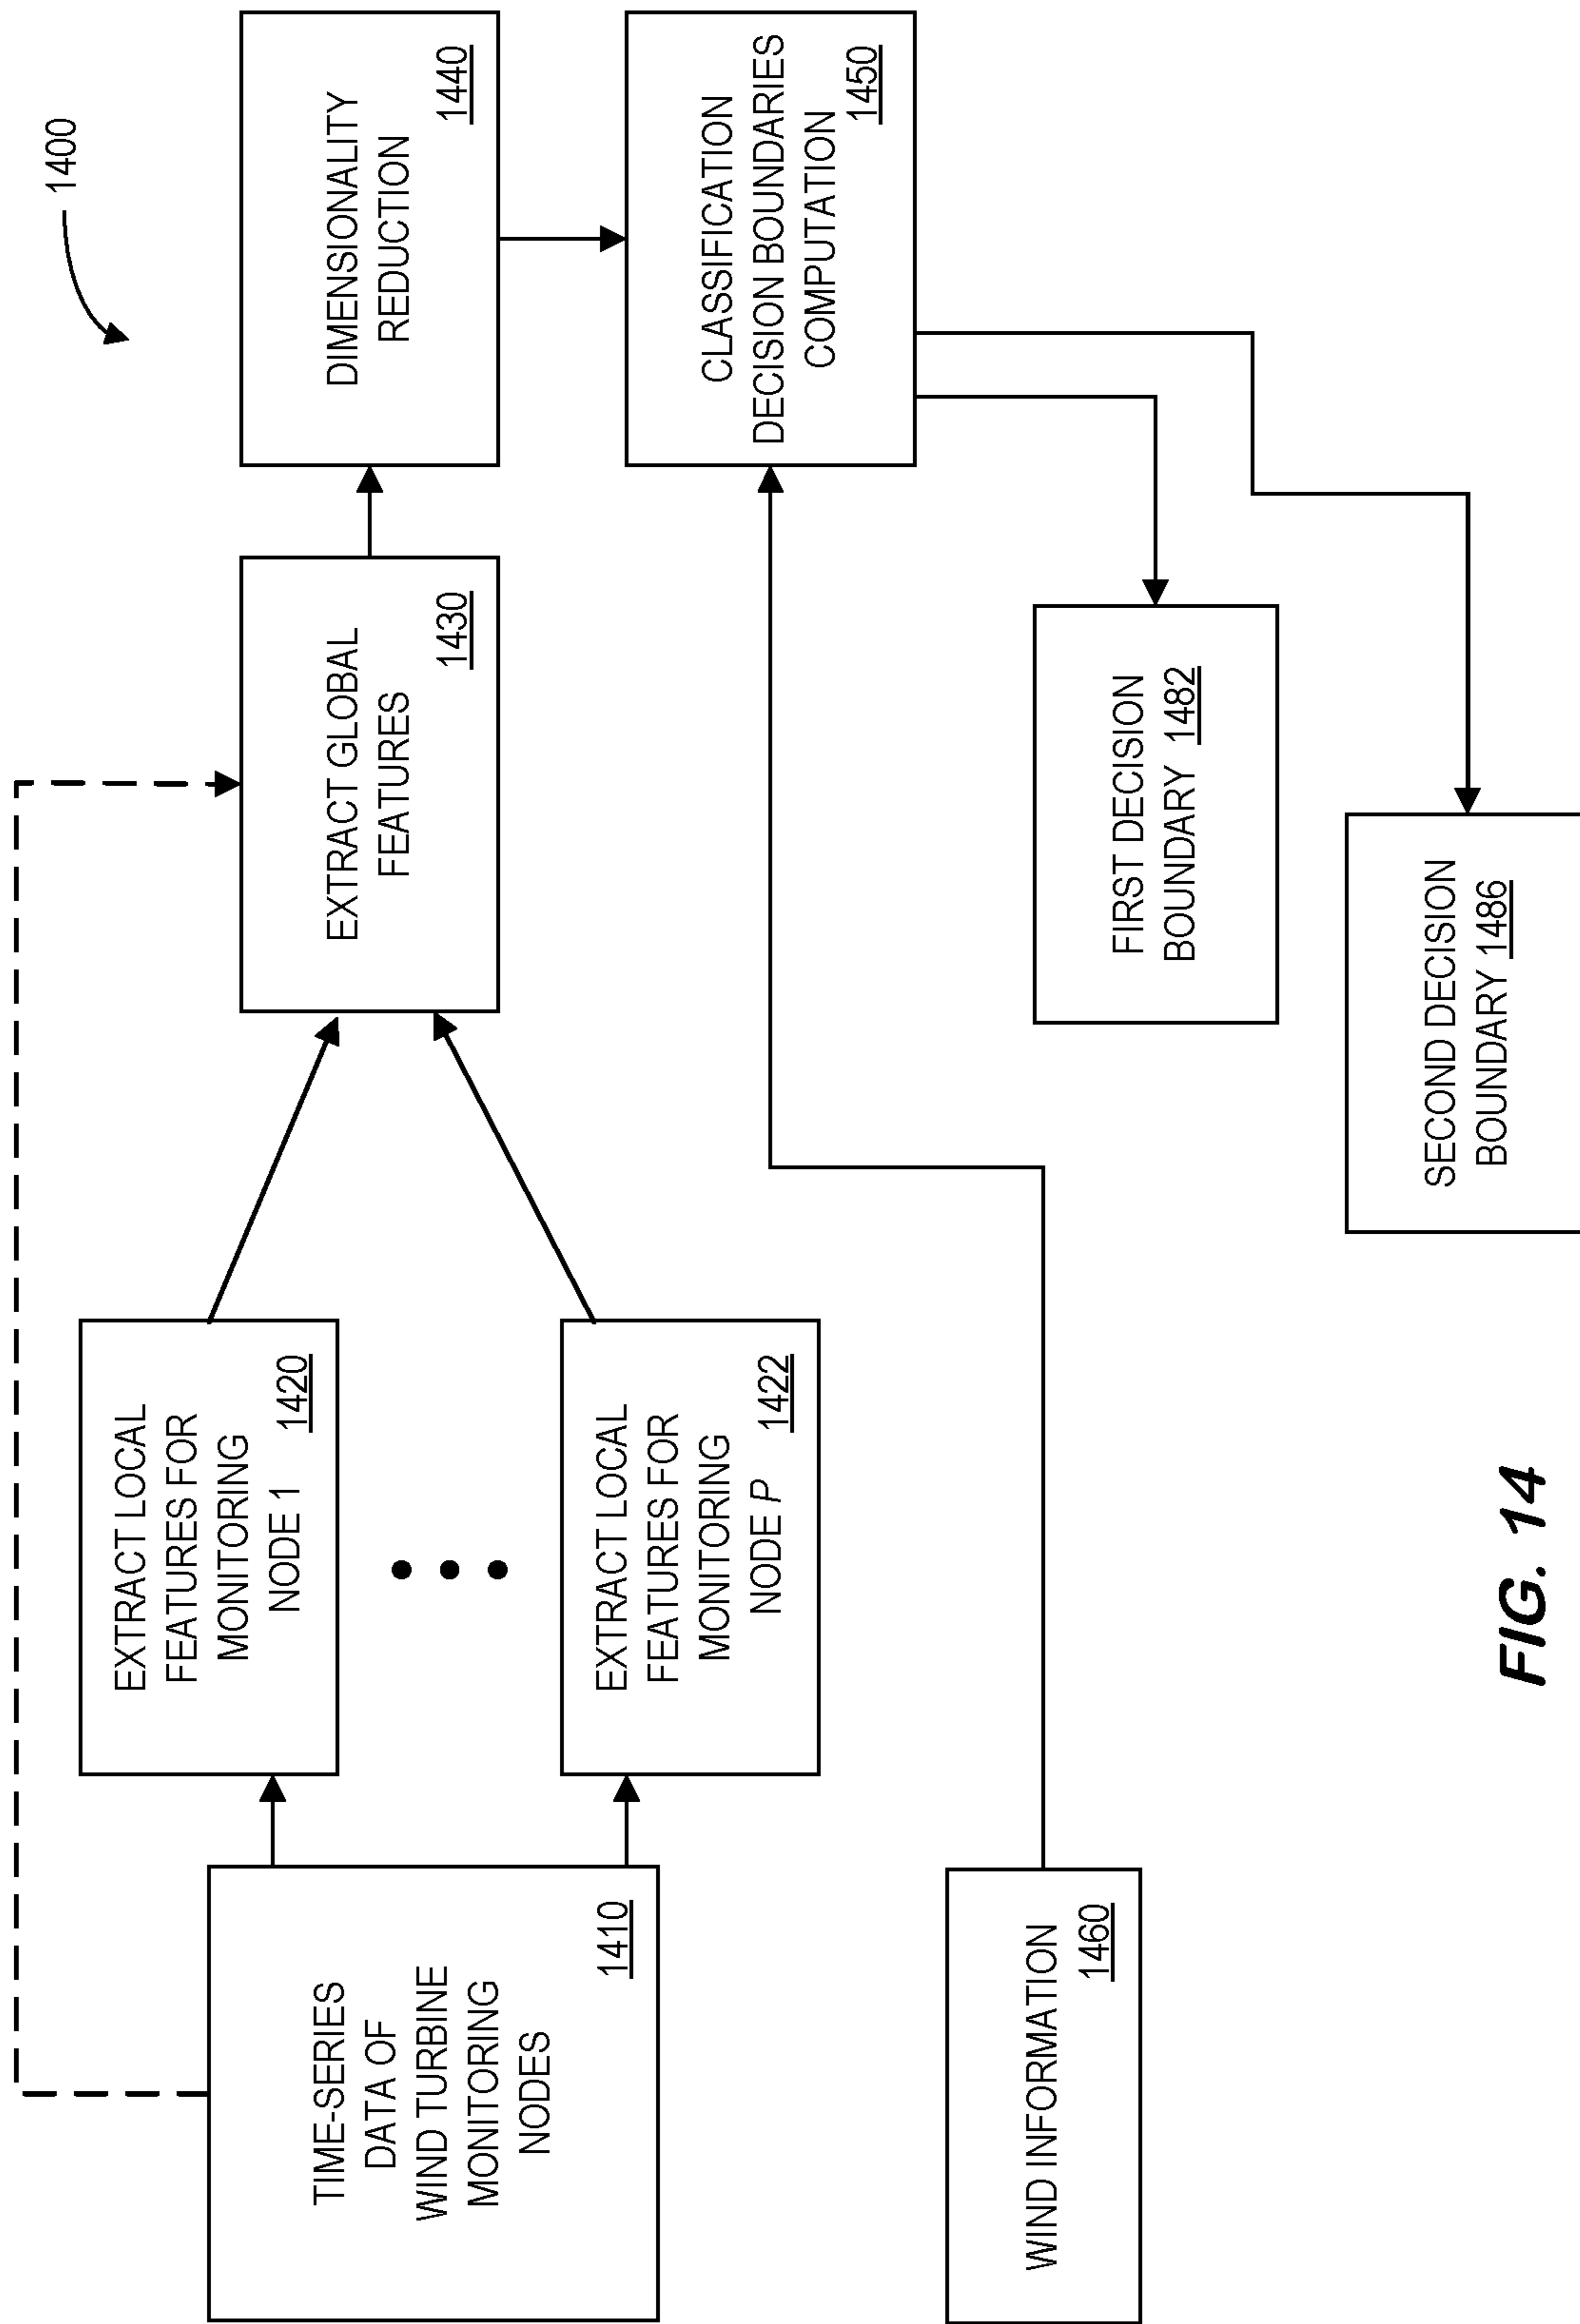 1400
TIME-SERIES
DATA OF
WIND TURBINE
MONITORING
NODES
1410
EXTRACT LOCAL
FEATURES FOR
MONITORING
NODE 1
1420
EXTRACT LOCAL
FEATURES FOR
MONITORING
NODE P
1422
EXTRACT GLOBAL
FEATURES
1430
DIMENSIONALITY
REDUCTION
1440
CLASSIFICATION
DECISION BOUNDARIES
COMPUTATION
1450
WIND INFORMATION
1460
FIRST DECISION
BOUNDARY 1482
SECOND DECISION
BOUNDARY 1486
FIG. 14